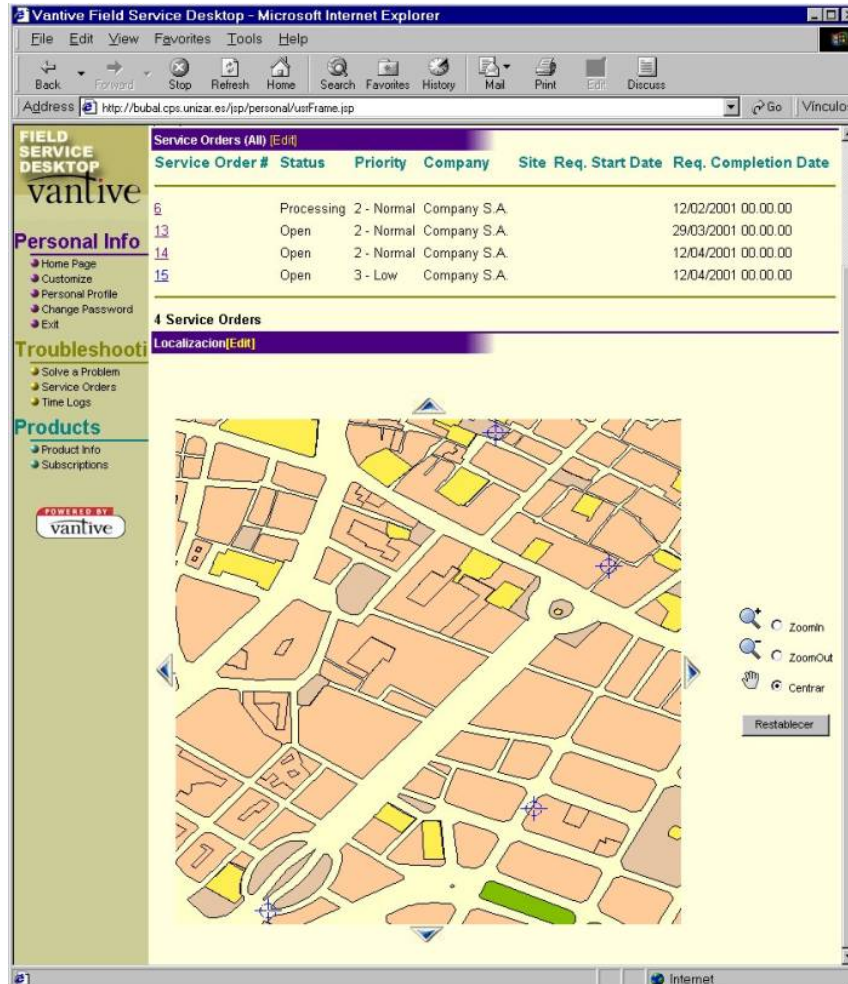 Vantive Field Service Desktop - Microsoft Internet Explorer
File Edit View Favorites Tools Help
Back Forward Stop Refresh Home Search Favorites History Mail Print Edit Discuss
Address http://bubal.cps.unizar.es/jsp/personal/usrFrame.jsp Go Vínculo
FIELD
SERVICE
DESKTOP
vantive
Personal Info
Home Page
Customize
Personal Profile
Change Password
Exit
Troubleshooti
Solve a Problem
Service Orders
Time Logs
Products
Product Info
Subscriptions
POWERED BY
vantive
Service Orders (All) [Edit]
Service Order # Status Priority Company Site Req. Start Date Req. Completion Date
6 Processing 2 - Normal Company S.A. 12/02/2001 00.00.00
13 Open 2 - Normal Company S.A. 29/03/2001 00.00.00
14 Open 2 - Normal Company S.A. 12/04/2001 00.00.00
15 Open 3 - Low Company S.A. 12/04/2001 00.00.00
4 Service Orders
Localizacion[Edit]
ZoomIn
ZoomOut
Centrar
Restablecer
Internet